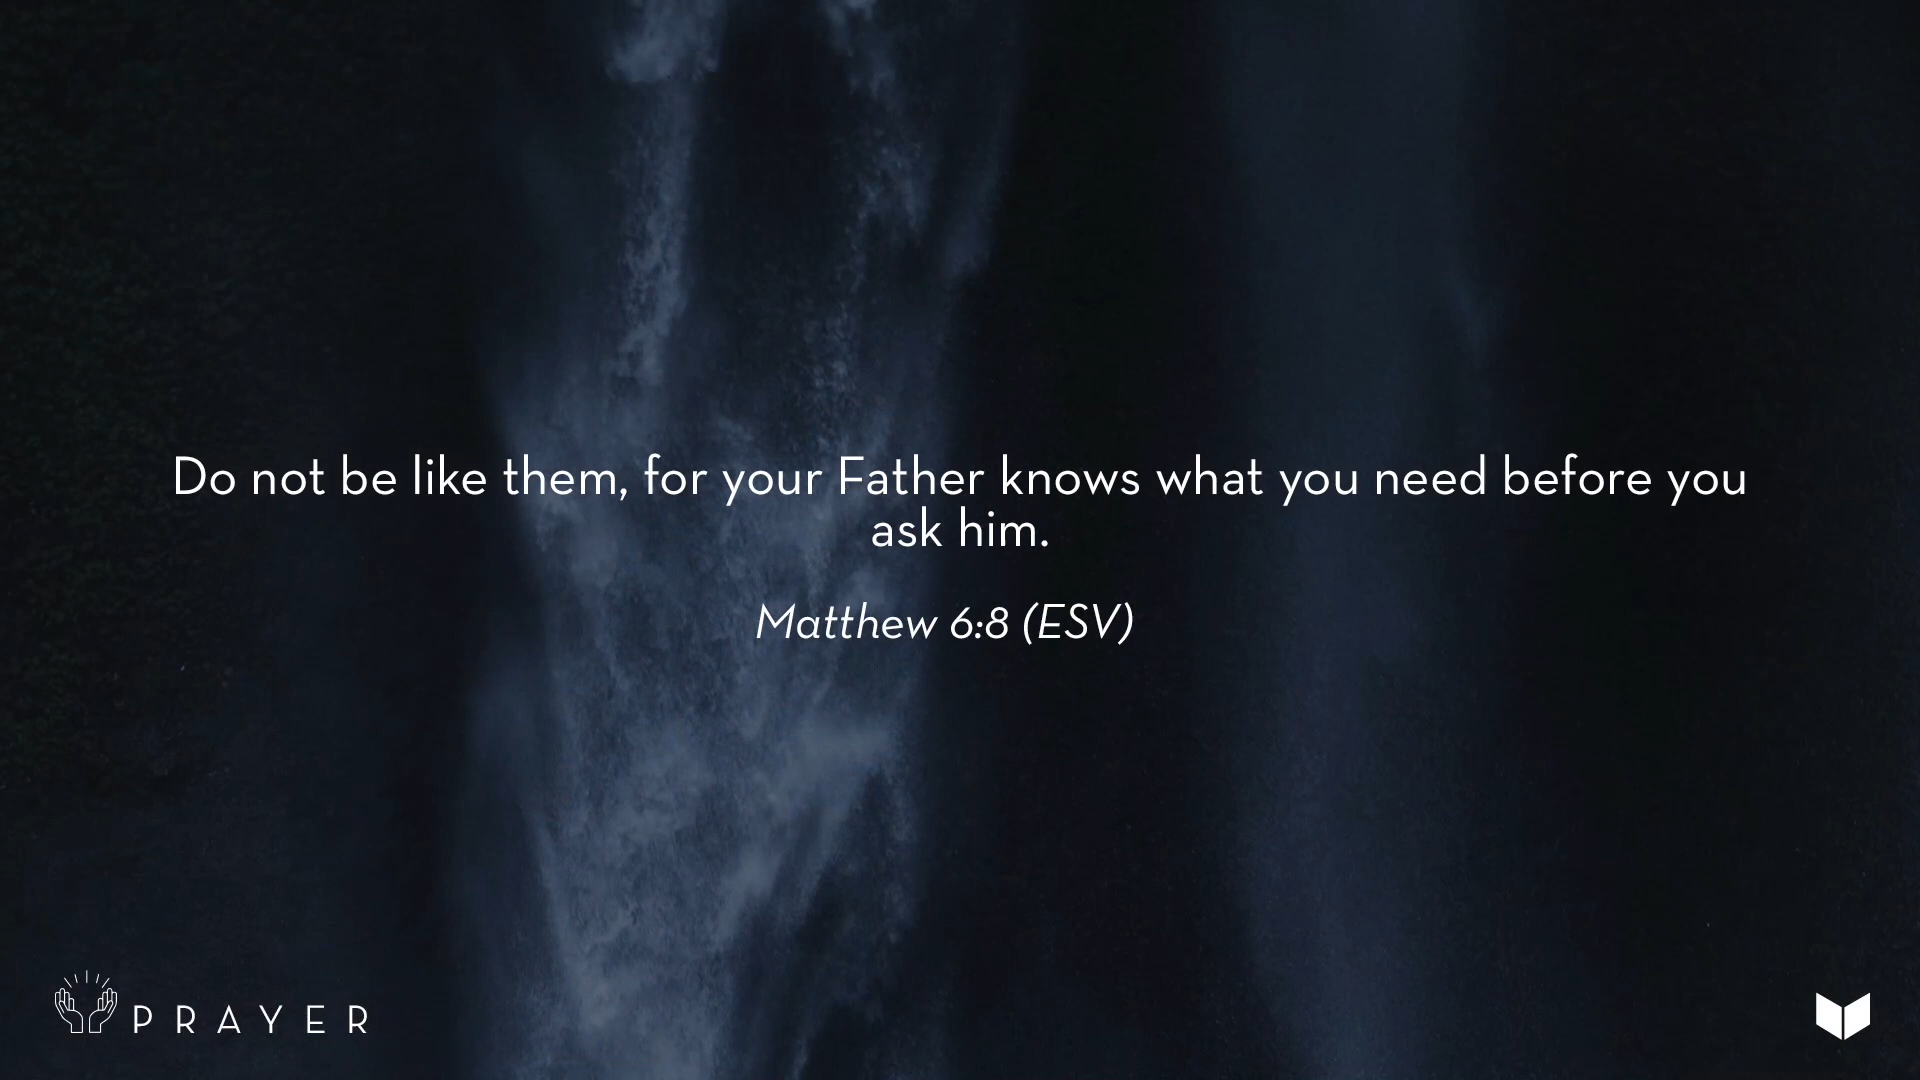 Do not be like them, for your Father knows what you need before you
ask him.
Matthew 6:8 (ESV)
PRAYER